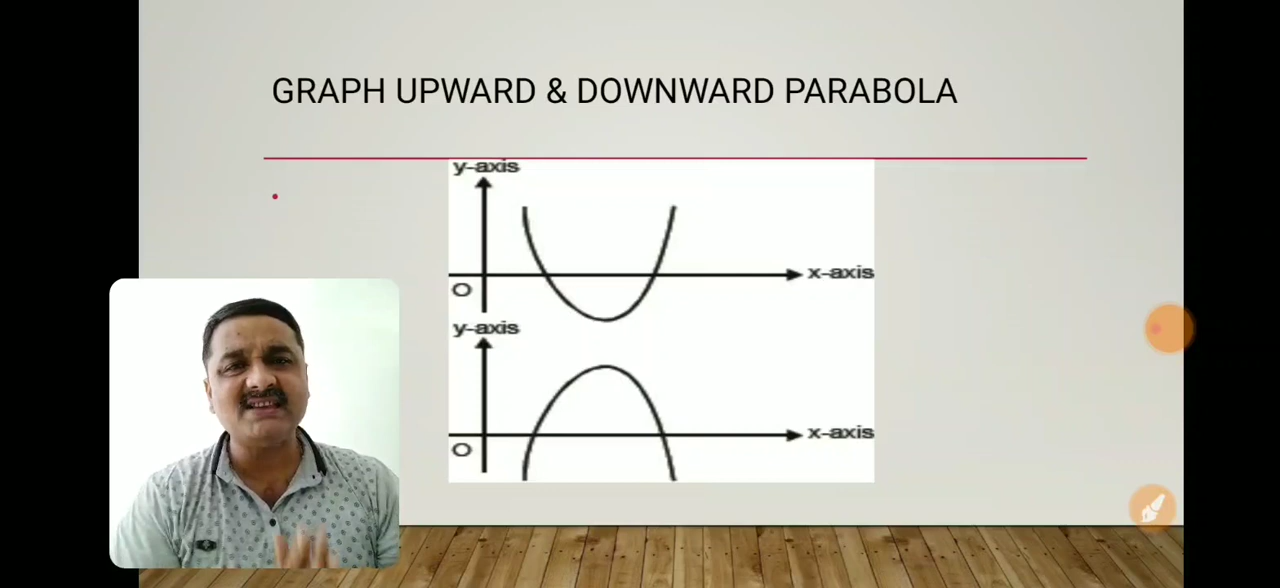 GRAPH UPWARD & DOWNWARD PARABOLA
y-axis
x-axis
O
y-axis
x-axis
O